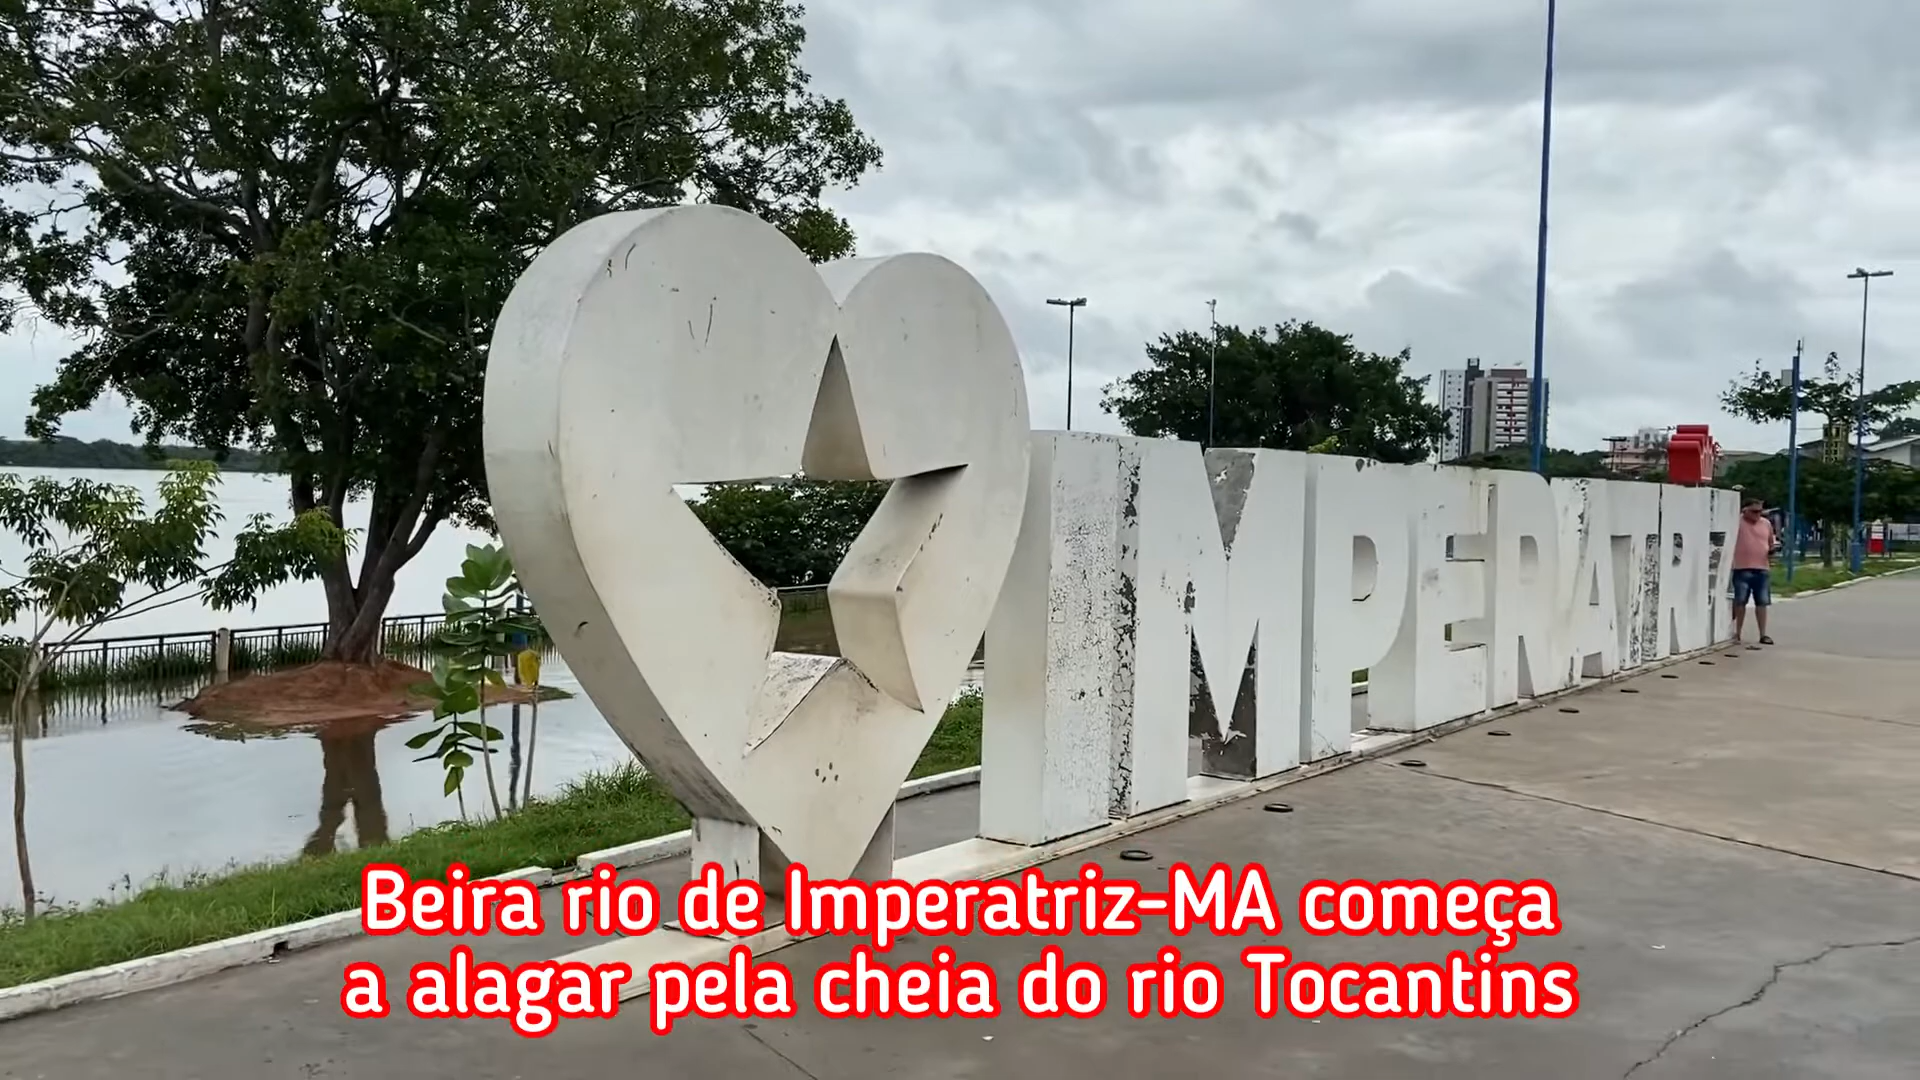 IMPERATRIZ
Beira rio de Imperatriz-MA começa
a alagar pela cheia do rio Tocantins